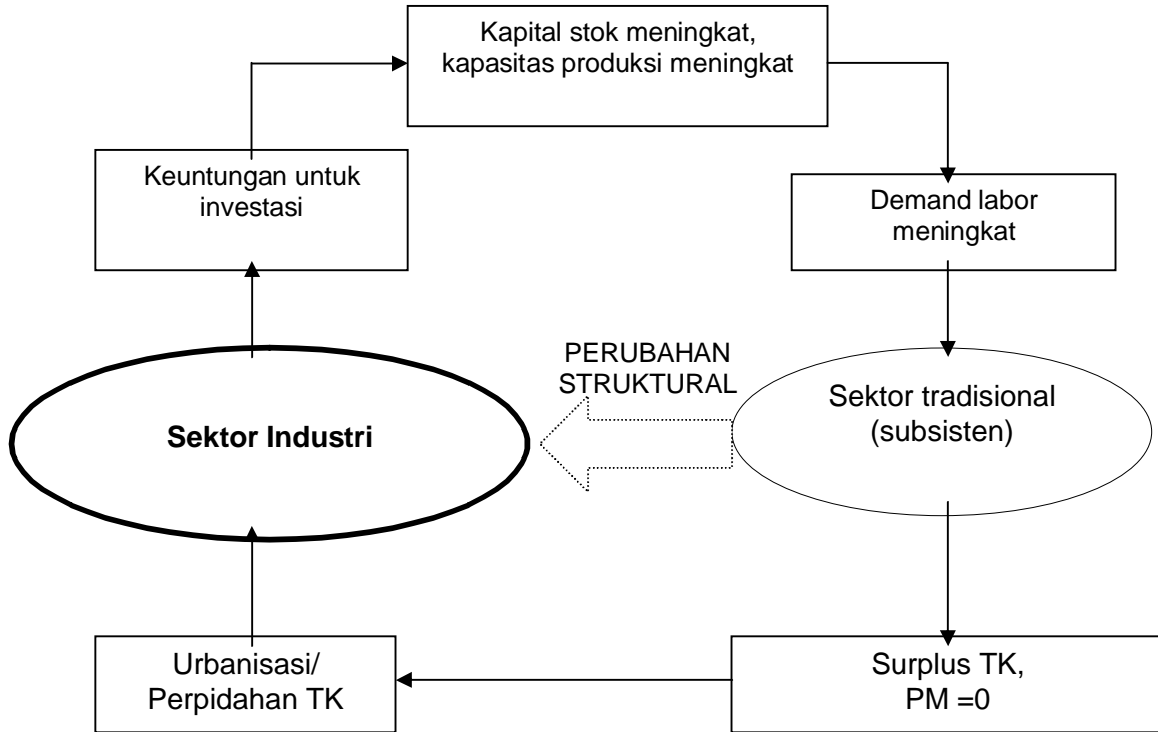 Kapital stok meningkat,
kapasitas produksi meningkat
Keuntungan untuk
investasi
Demand labor
meningkat
PERUBAHAN
STRUKTURAL
Sektor Industri
Sektor tradisional
(subsisten)
Urbanisasi/
Perpidahan TK
Surplus TK,
PM =0